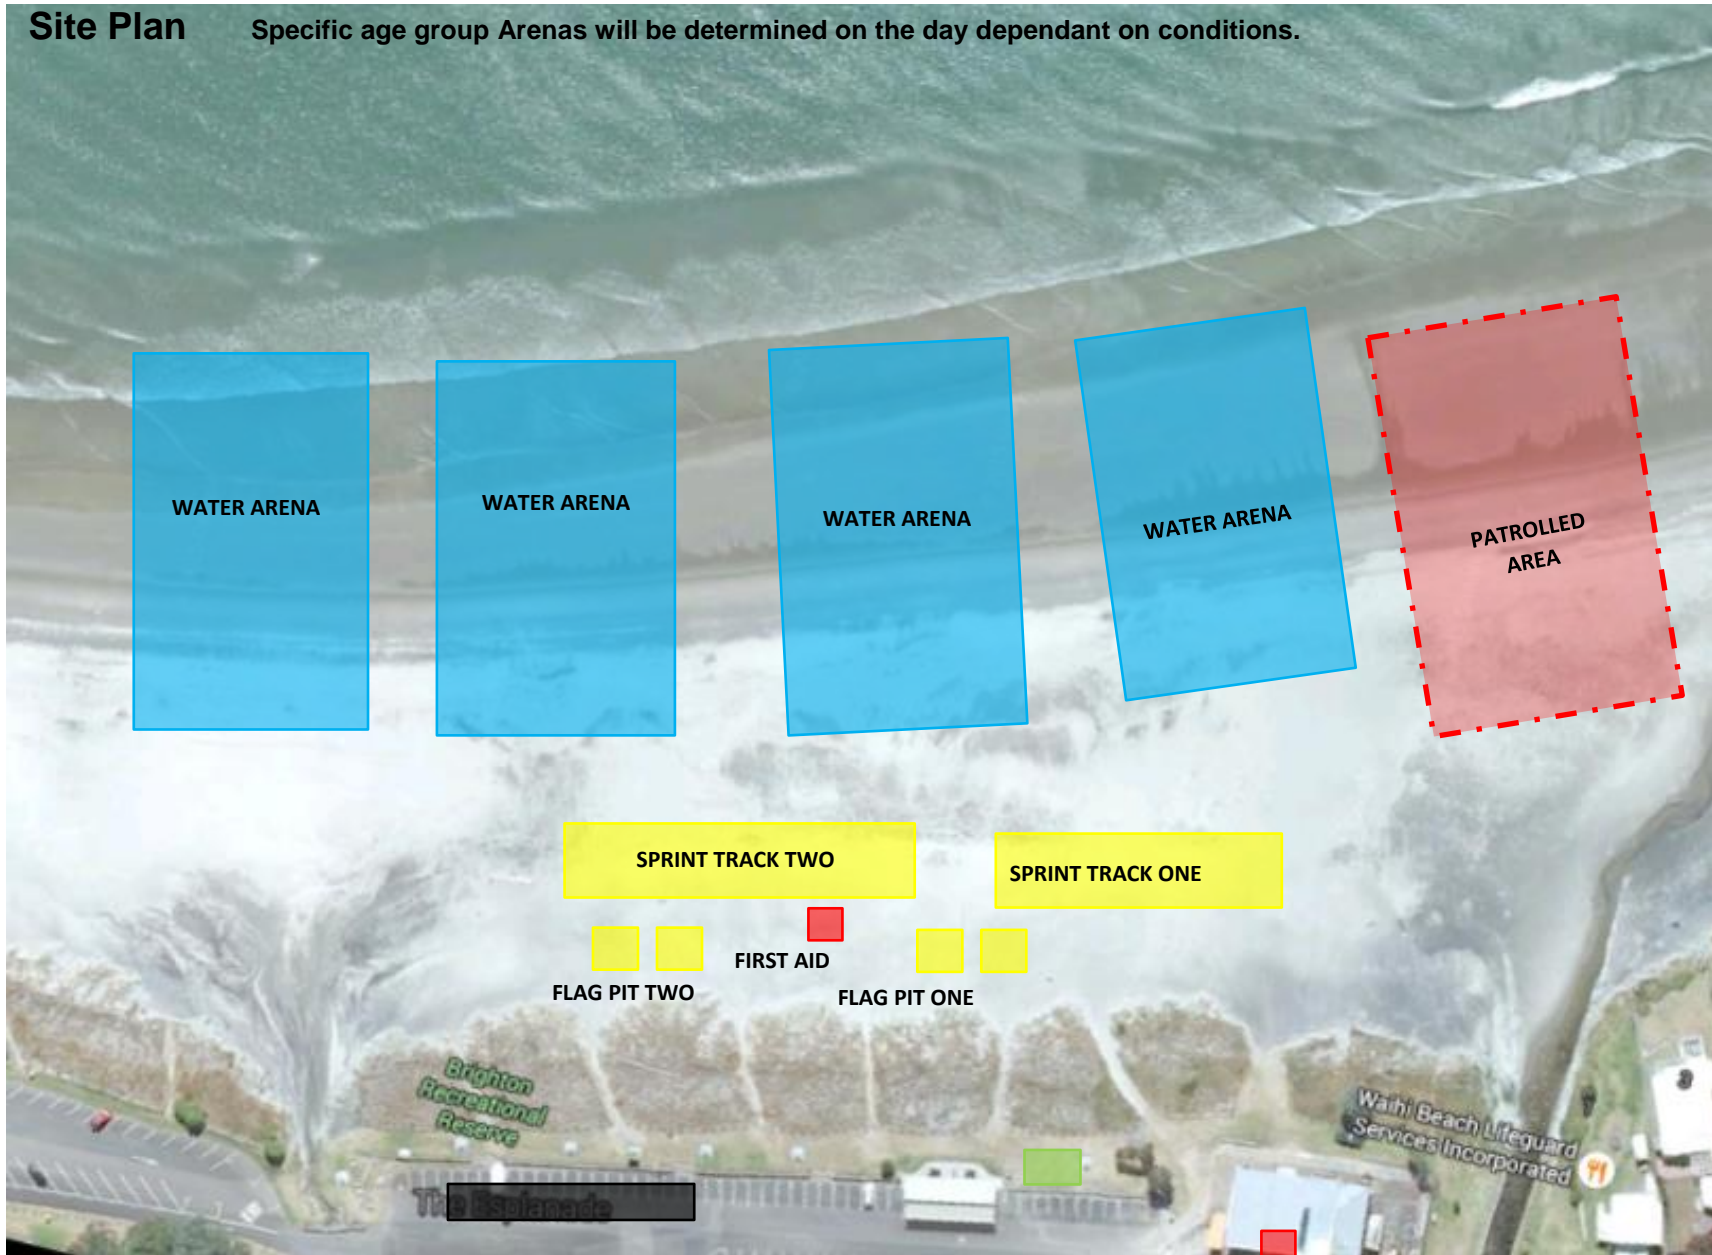 Site Plan Specific age group Arenas will be determined on the day dependant on conditions.
WATER ARENA
WATER ARENA
WATER ARENA
WATER ARENA
PATROLLED
AREA
SPRINT TRACK TWO
SPRINT TRACK ONE
FIRST AID
FLAG PIT TWO
FLAG PIT ONE
Brighton
Recreational
Reserve
Waihi Beach Lifeguard
Services Incorporated
The Esplanade